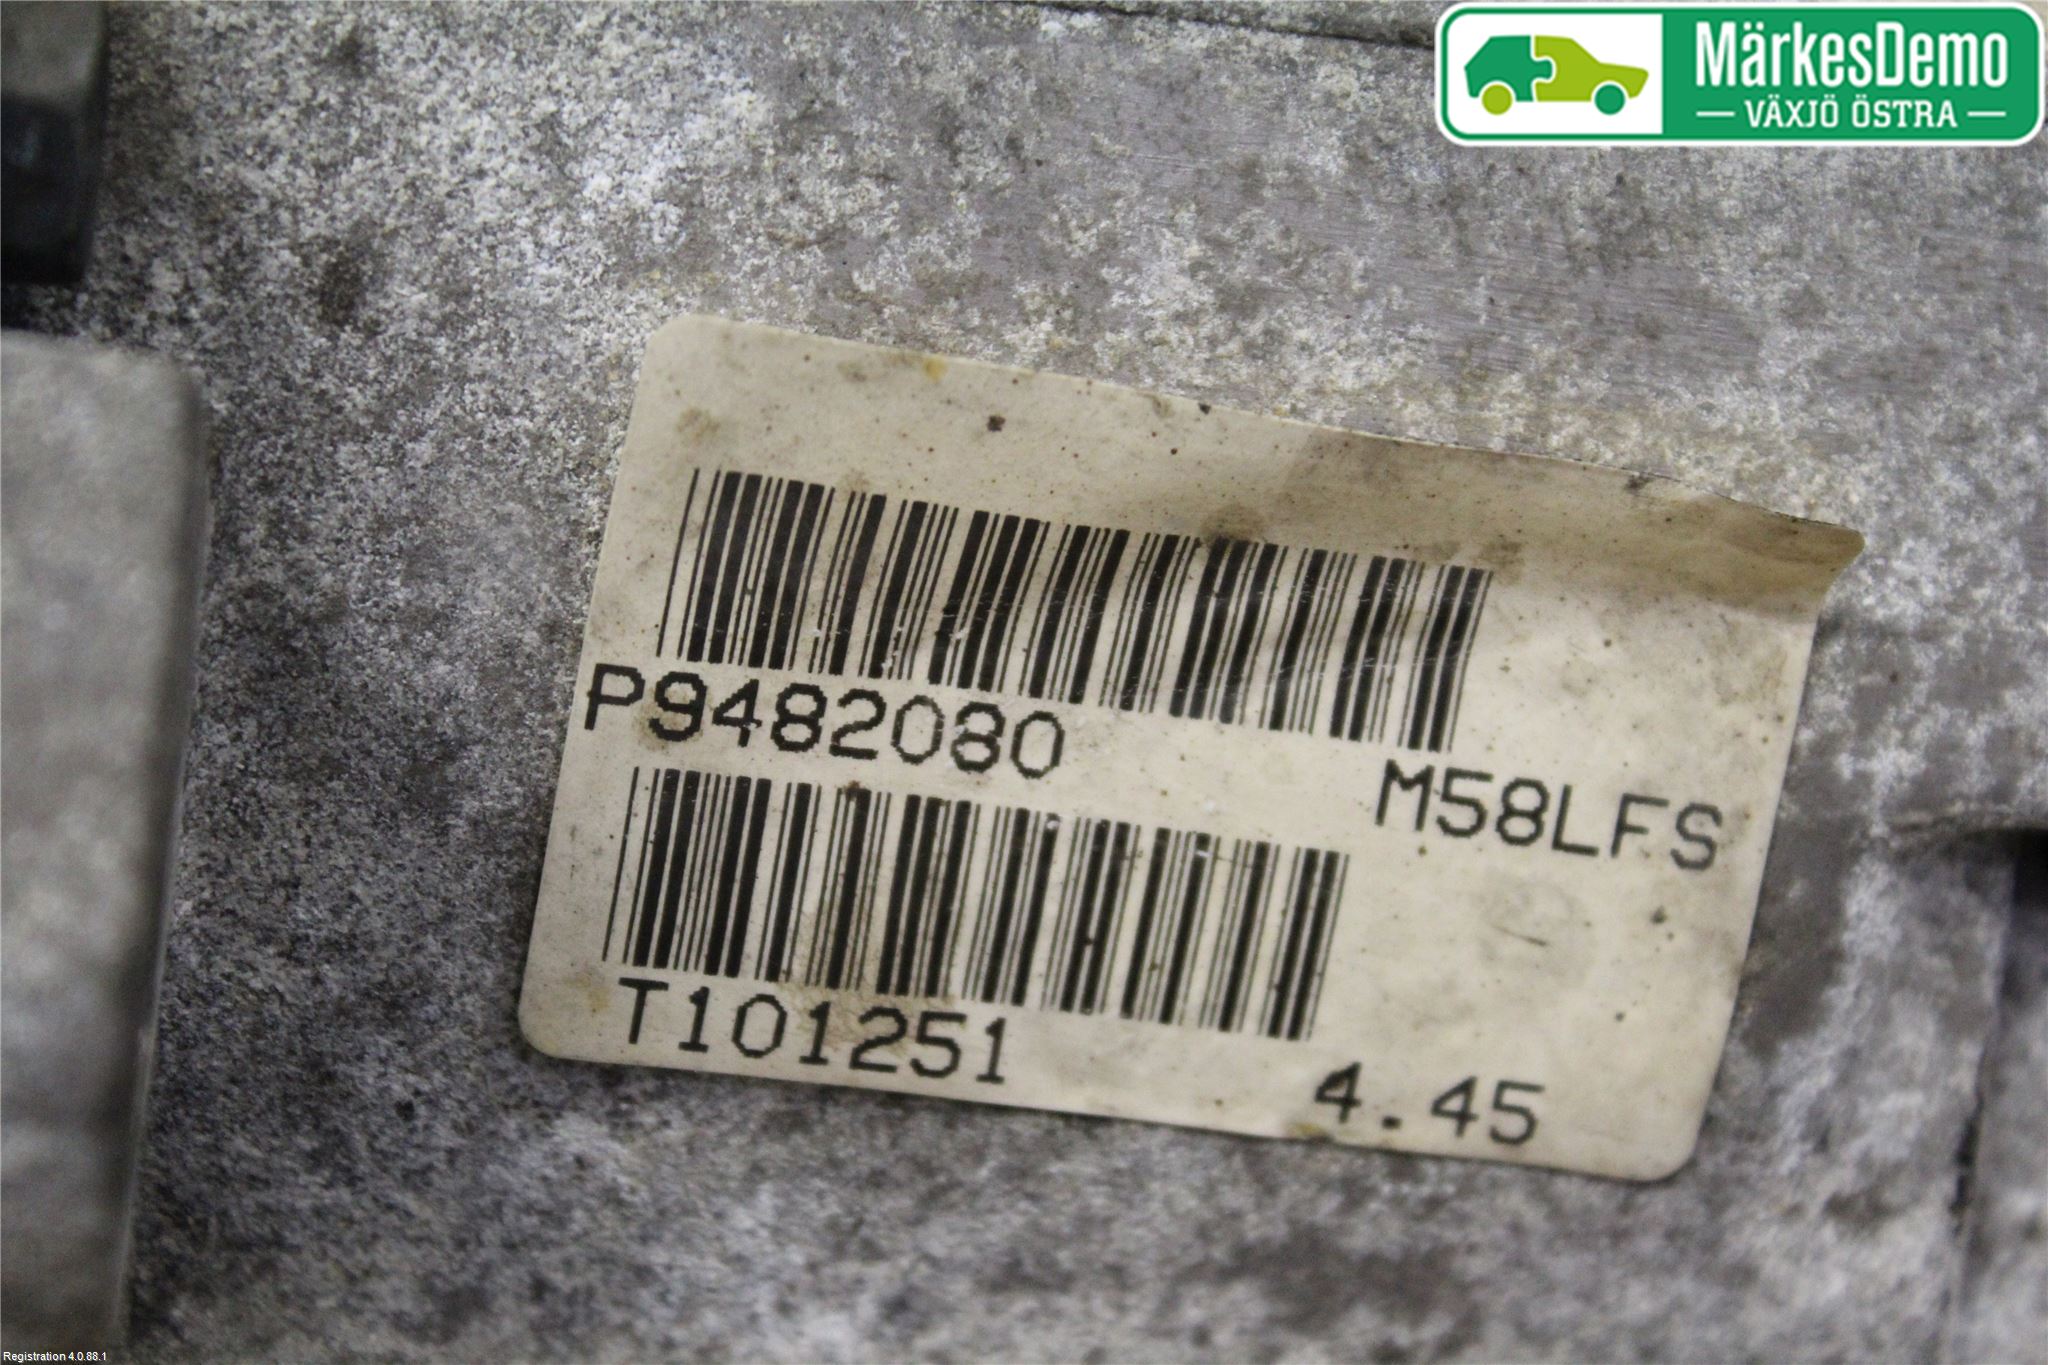 MärkesDemo
VÄXJÖ ÖSTRA
P9482080
M58LFS
T101251
4.45
Registration 4.0.88.1